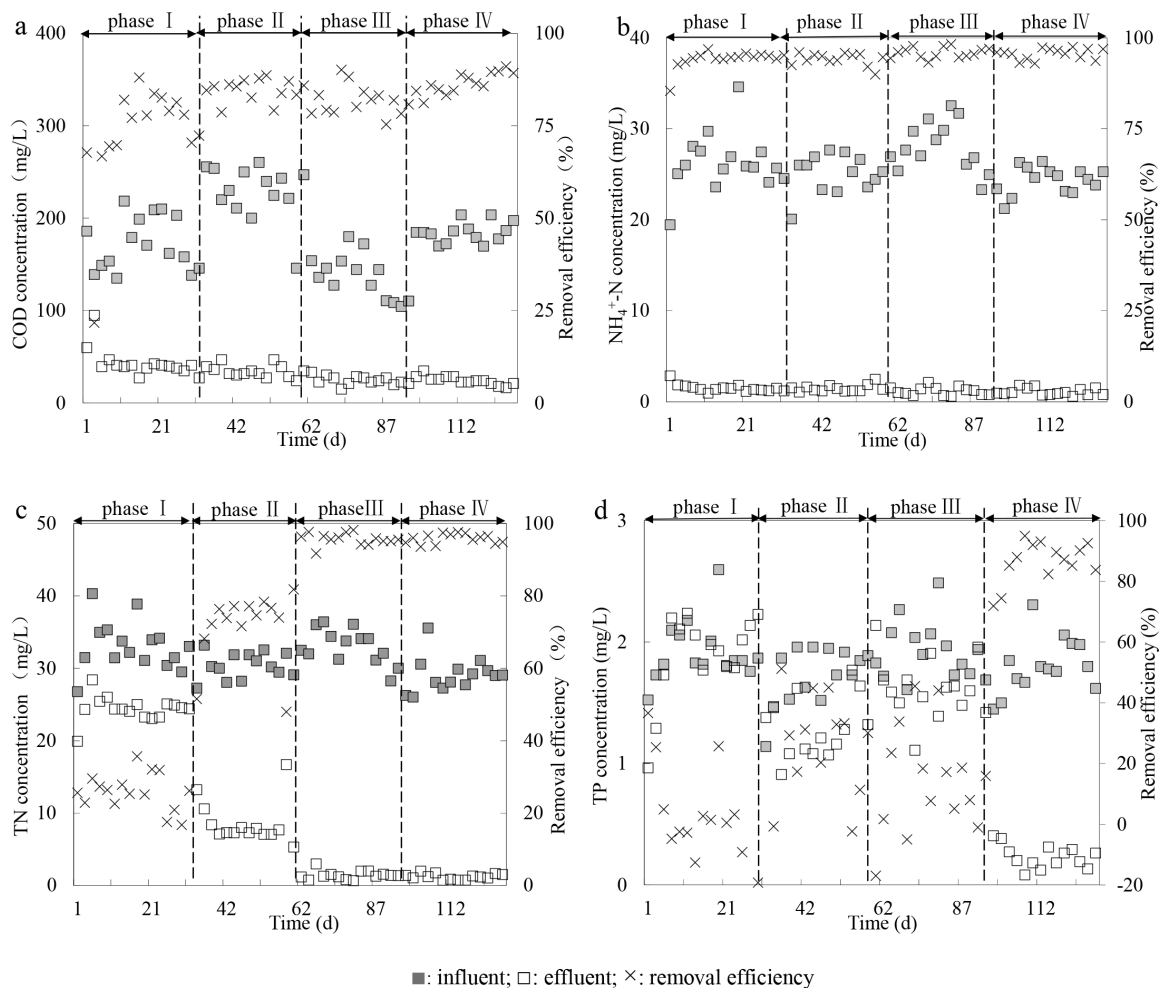 a
phase Ⅰ phase Ⅱ phase Ⅲ phase Ⅳ
400 100
300 75
200 50
100 25
0 0
1 21 42 62 87 112
COD concentration (mg/L)
Removal efficiency (%)
Time (d)
b
phase Ⅰ phase Ⅱ phase Ⅲ phase Ⅳ
40 100
30 75
20 50
10 25
0 0
1 21 42 62 87 112
NH₄⁺-N concentration (mg/L)
Removal efficiency (%)
Time (d)
c
phase Ⅰ phase Ⅱ phaseⅢ phase Ⅳ
50 100
40 80
30 60
20 40
10 20
0 0
1 21 42 62 87 112
TN concentration (mg/L)
Removal efficiency (%)
Time (d)
d
phase Ⅰ phase Ⅱ phase Ⅲ phase Ⅳ
3 100
80
2 60
40
1 20
0
0 -20
1 21 42 62 87 112
TP concentration (mg/L)
Removal efficiency (%)
Time (d)
■: influent; □: effluent; ×: removal efficiency